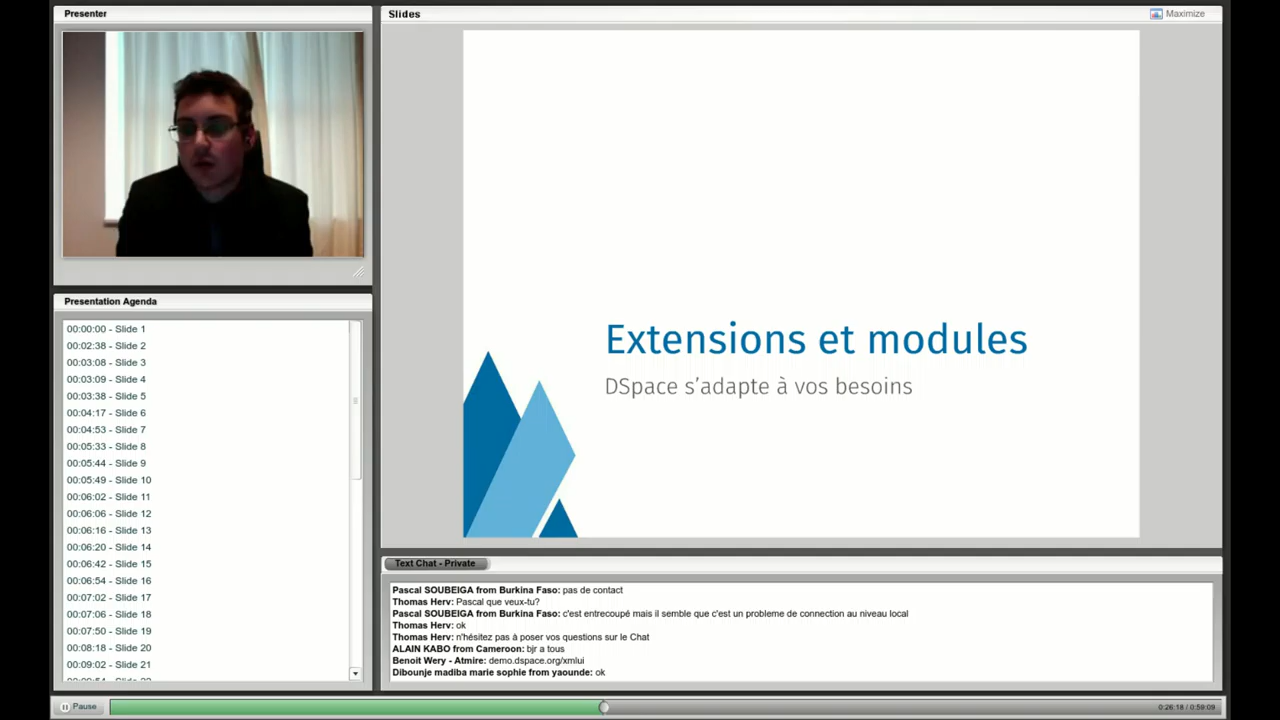 Presenter
Slides
Maximize
Extensions et modules
DSpace s’adapte à vos besoins
Presentation Agenda
00:00:00 - Slide 1
00:02:38 - Slide 2
00:03:08 - Slide 3
00:03:09 - Slide 4
00:03:38 - Slide 5
00:04:17 - Slide 6
00:04:53 - Slide 7
00:05:33 - Slide 8
00:05:44 - Slide 9
00:05:49 - Slide 10
00:06:02 - Slide 11
00:06:06 - Slide 12
00:06:16 - Slide 13
00:06:20 - Slide 14
00:06:42 - Slide 15
00:06:54 - Slide 16
00:07:02 - Slide 17
00:07:06 - Slide 18
00:07:50 - Slide 19
00:08:18 - Slide 20
00:09:02 - Slide 21
Text Chat - Private
Pascal SOUBEIGA from Burkina Faso: pas de contact
Thomas Herv: Pascal que veux-tu?
Pascal SOUBEIGA from Burkina Faso: c'est entrecoupé mais il semble que c'est un probleme de connection au niveau local
Thomas Herv: ok
Thomas Herv: n'hésitez pas à poser vos questions sur le Chat
ALAIN KABO from Cameroon: bjr a tous
Benoit Wery - Atmire: demo.dspace.org/xmlui
Dibounje madiba marie sophie from yaounde: ok
Pause
0:26:18 / 0:59:09